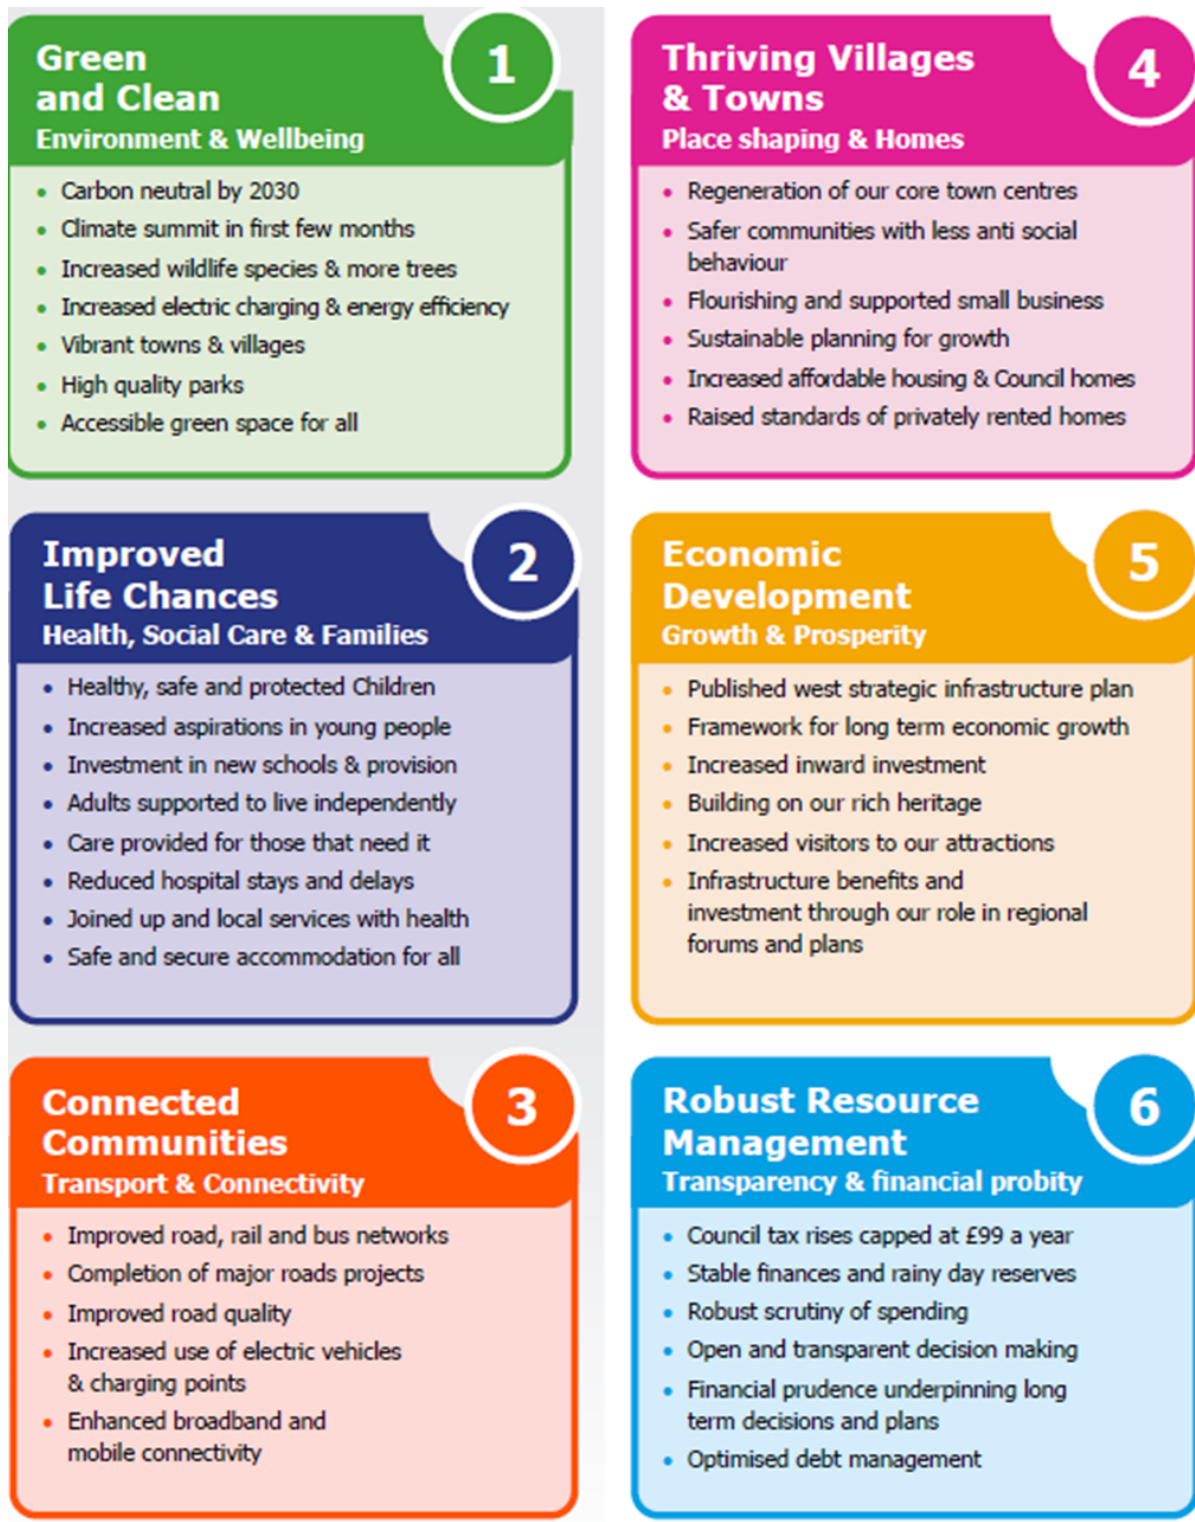 Green
and Clean
1
Environment & Wellbeing
• Carbon neutral by 2030
• Climate summit in first few months
• Increased wildlife species & more trees
• Increased electric charging & energy efficiency
• Vibrant towns & villages
• High quality parks
• Accessible green space for all
Improved
Life Chances
2
Health, Social Care & Families
• Healthy, safe and protected Children
• Increased aspirations in young people
• Investment in new schools & provision
• Adults supported to live independently
• Care provided for those that need it
• Reduced hospital stays and delays
• Joined up and local services with health
• Safe and secure accommodation for all
Connected
Communities
3
Transport & Connectivity
• Improved road, rail and bus networks
• Completion of major roads projects
• Improved road quality
• Increased use of electric vehicles
& charging points
• Enhanced broadband and
mobile connectivity
Thriving Villages
& Towns
4
Place shaping & Homes
• Regeneration of our core town centres
• Safer communities with less anti social
behaviour
• Flourishing and supported small business
• Sustainable planning for growth
• Increased affordable housing & Council homes
• Raised standards of privately rented homes
Economic
Development
5
Growth & Prosperity
• Published west strategic infrastructure plan
• Framework for long term economic growth
• Increased inward investment
• Building on our rich heritage
• Increased visitors to our attractions
• Infrastructure benefits and
investment through our role in regional
forums and plans
Robust Resource
Management
6
Transparency & financial probity
• Council tax rises capped at £99 a year
• Stable finances and rainy day reserves
• Robust scrutiny of spending
• Open and transparent decision making
• Financial prudence underpinning long
term decisions and plans
• Optimised debt management